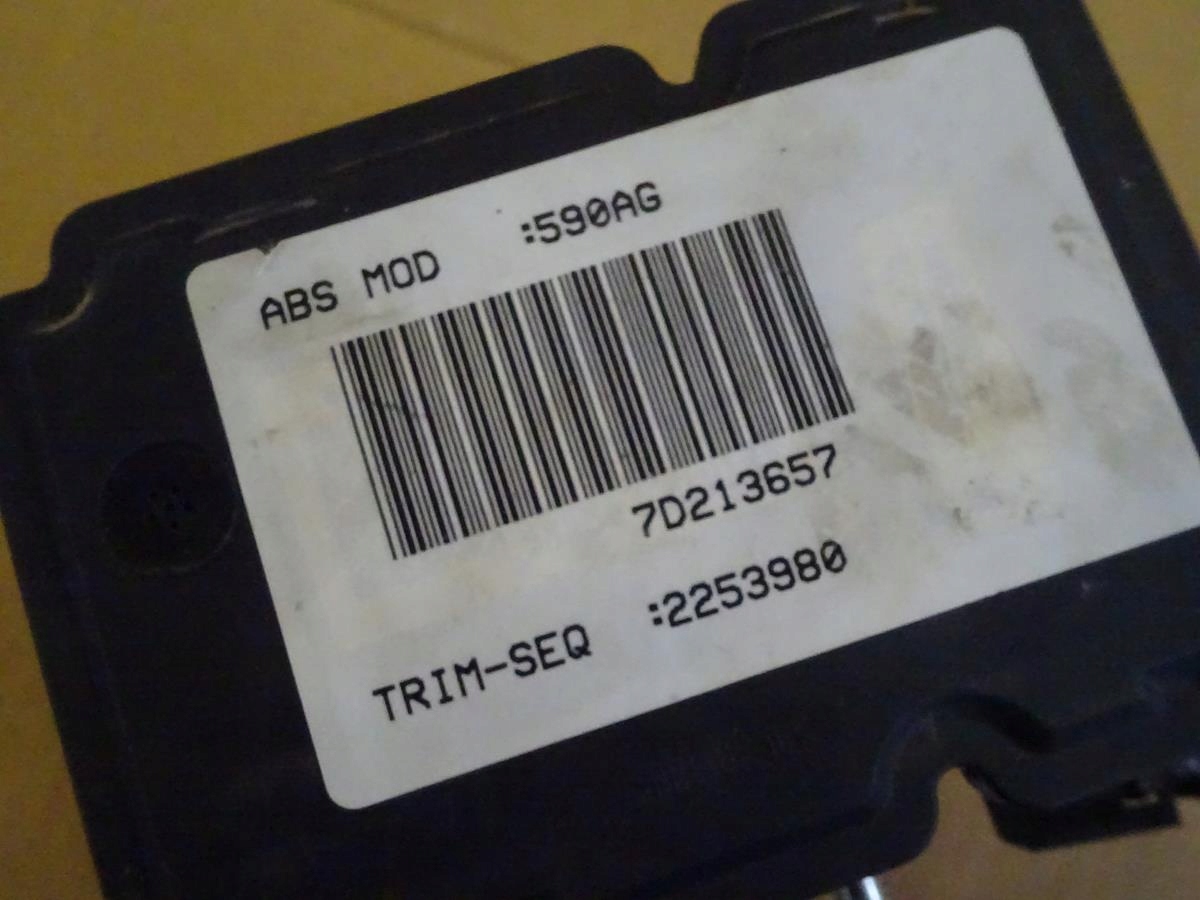 ABS MOD :590AG
7D213657
TRIM-SEQ :2253980